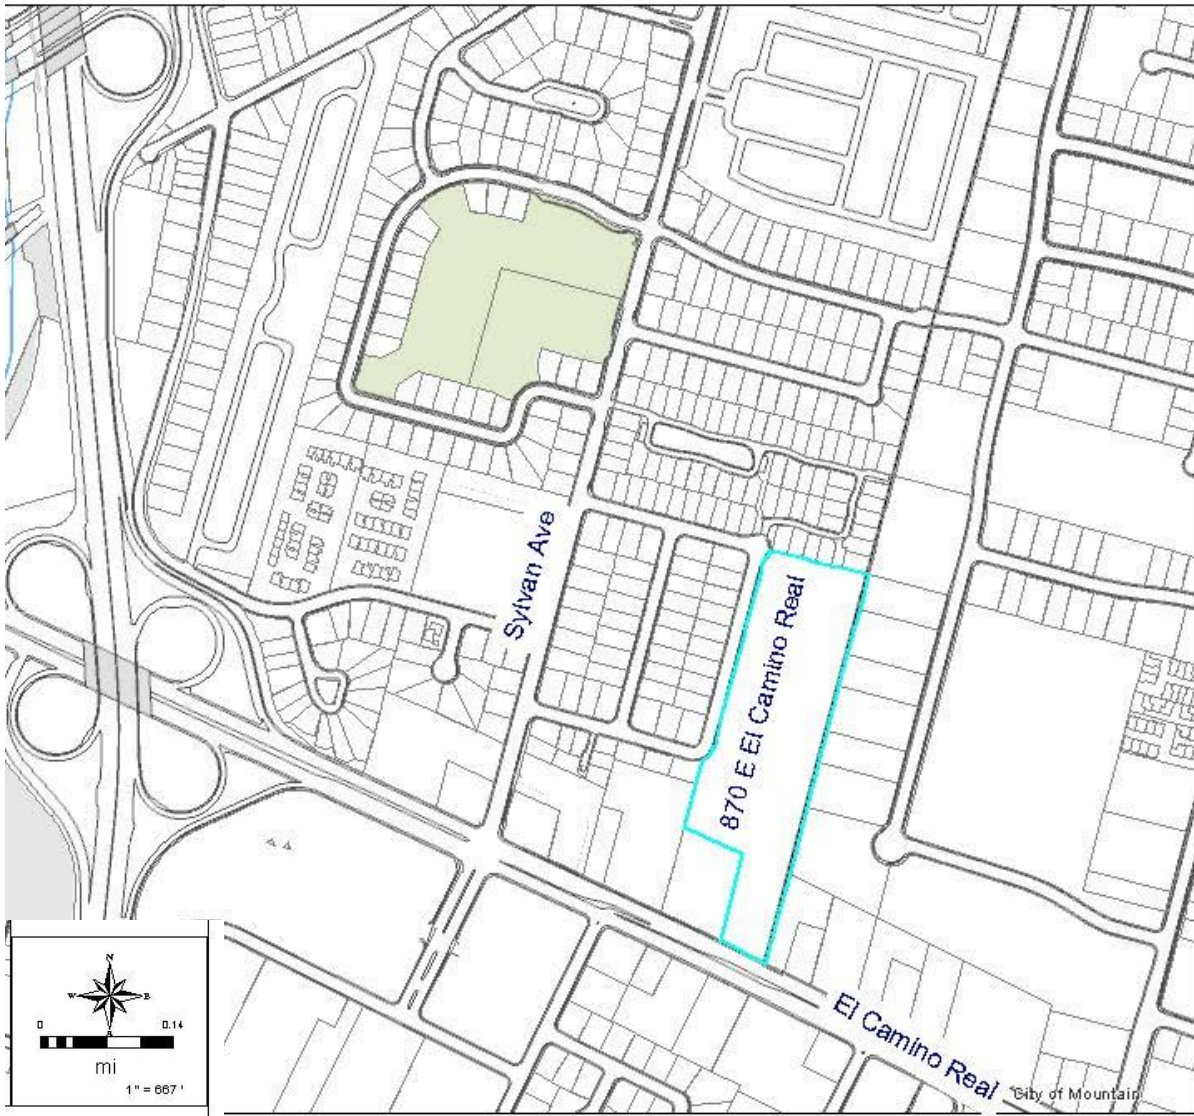 Sylvan Ave
870 E El Camino Real
El Camino Real
City of Mountain
N
W
E
S
0
0.14
mi
1" = 667 '